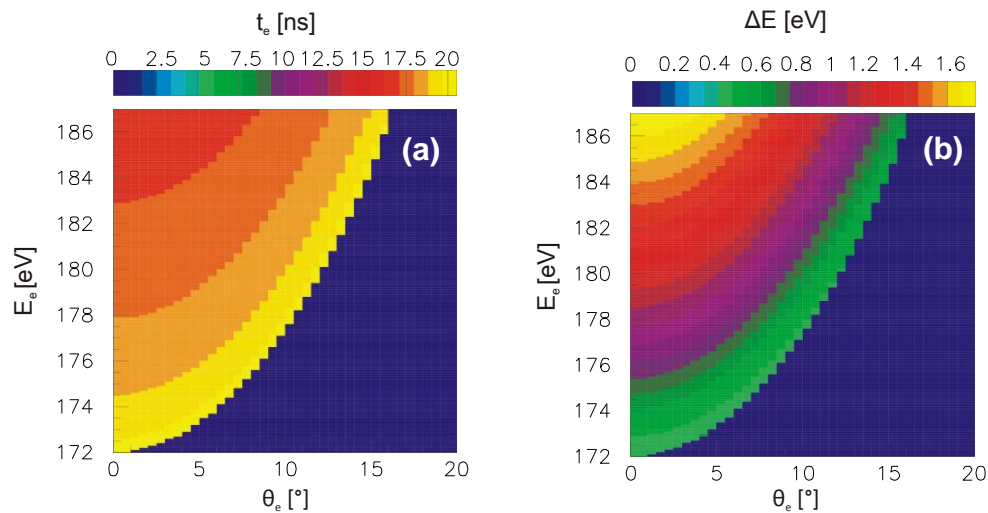 t_e [ns]
0 2.5 5 7.5 10 12.5 15 17.5 20
(a)
186
184
182
180
178
176
174
172
E_e [eV]
0 5 10 15 20
θ_e [°]
ΔE [eV]
0 0.2 0.4 0.6 0.8 1 1.2 1.4 1.6
(b)
186
184
182
180
178
176
174
172
E_e [eV]
0 5 10 15 20
θ_e [°]